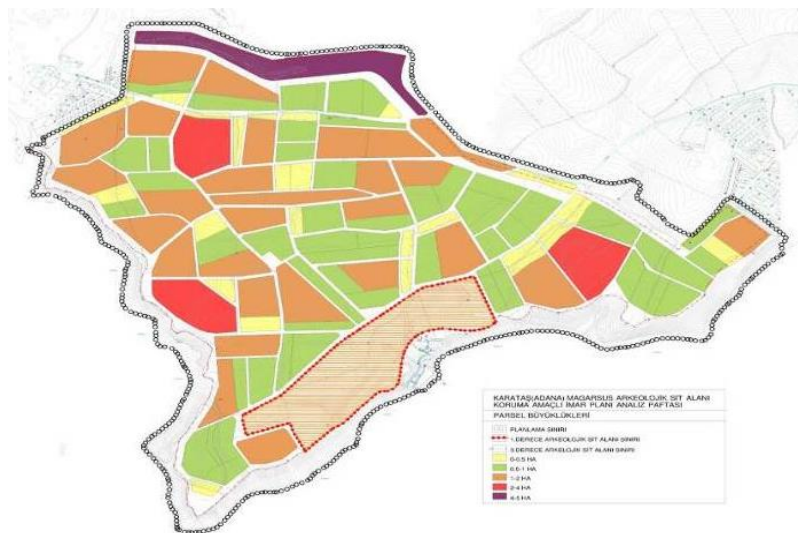 KARATAŞ(ADANA) MAGARSUS ARKEOLOJİK SİT ALANI
KORUMA AMAÇLI İMAR PLANI ANALİZ PAFTASI
PARSEL BÜYÜKLÜKLERİ
PLANLAMA SINIRI
1.DERECE ARKEOLOJİK SİT ALANI SINIRI
3.DERECE ARKEOLOJİK SİT ALANI SINIRI
0-0.5 HA
0.5-1 HA
1-2 HA
2-4 HA
4-5 HA